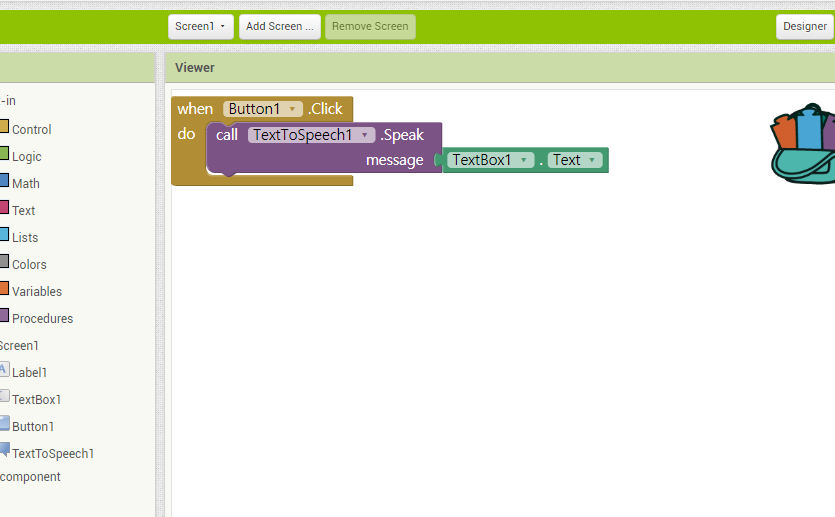 Screen1
Add Screen ...
Remove Screen
Designer
Viewer
-in
Control
Logic
Math
Text
Lists
Colors
Variables
Procedures
Screen1
A Label1
TextBox1
Button1
TextToSpeech1
component
when Button1 .Click
do call TextToSpeech1 .Speak
message TextBox1 . Text